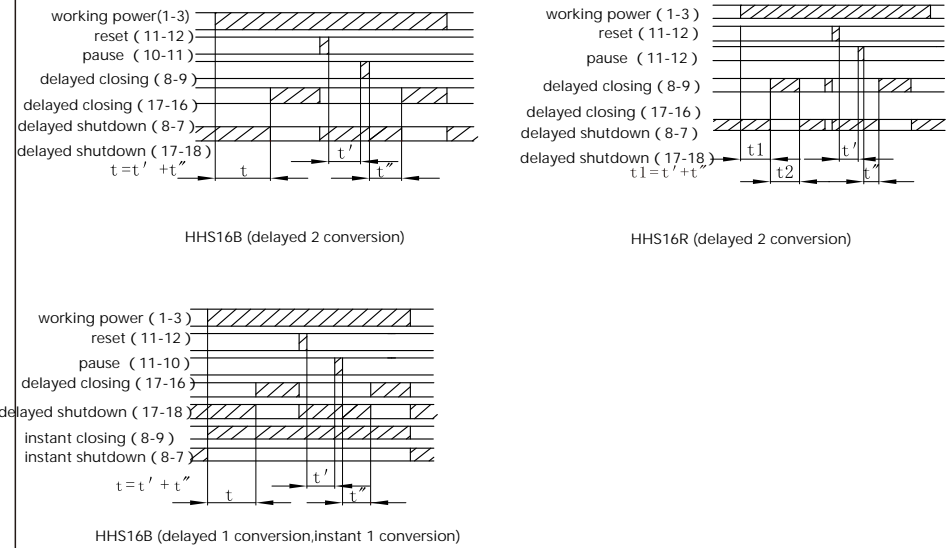 working power(1-3)
reset ( 11-12)
pause ( 10-11)
delayed closing ( 8-9)
delayed closing ( 17-16)
delayed shutdown ( 8-7)
delayed shutdown ( 17-18 )
t=t′ +t″
t
t′
t″
HHS16B (delayed 2 conversion)
working power ( 1-3 )
reset ( 11-12)
pause ( 11-12)
delayed closing ( 8-9)
delayed closing ( 17-16)
delayed shutdown ( 8-7)
delayed shutdown ( 17-18 )
t1=t′+t″
t1
t2
t′
t″
HHS16R (delayed 2 conversion)
working power ( 1-3 )
reset ( 11-12)
pause ( 11-10)
delayed closing ( 17-16 )
delayed shutdown ( 17-18 )
instant closing ( 8-9 )
instant shutdown ( 8-7 )
t=t′ + t″
t
t′
t″
HHS16B (delayed 1 conversion,instant 1 conversion)